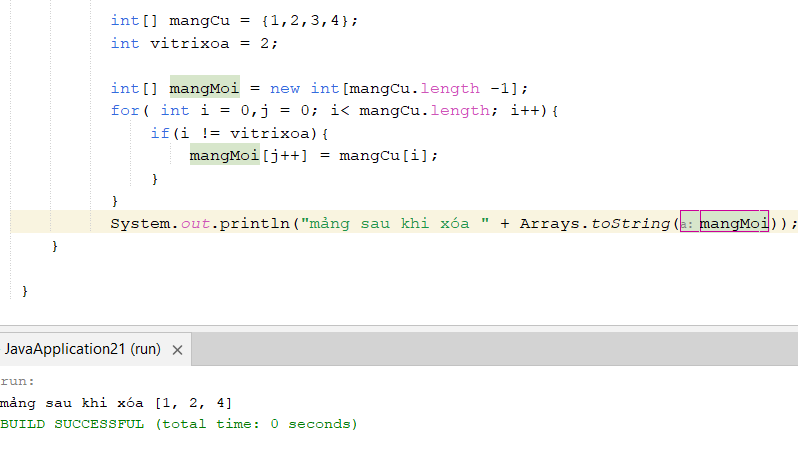 int[] mangCu = {1,2,3,4};
int vitrixoa = 2;
int[] mangMoi = new int[mangCu.length -1];
for( int i = 0,j = 0; i< mangCu.length; i++){
if(i != vitrixoa){
mangMoi[j++] = mangCu[i];
}
}
System.out.println("mảng sau khi xóa " + Arrays.toString(a: mangMoi));
}
}
JavaApplication21 (run) ×
run:
mảng sau khi xóa [1, 2, 4]
BUILD SUCCESSFUL (total time: 0 seconds)